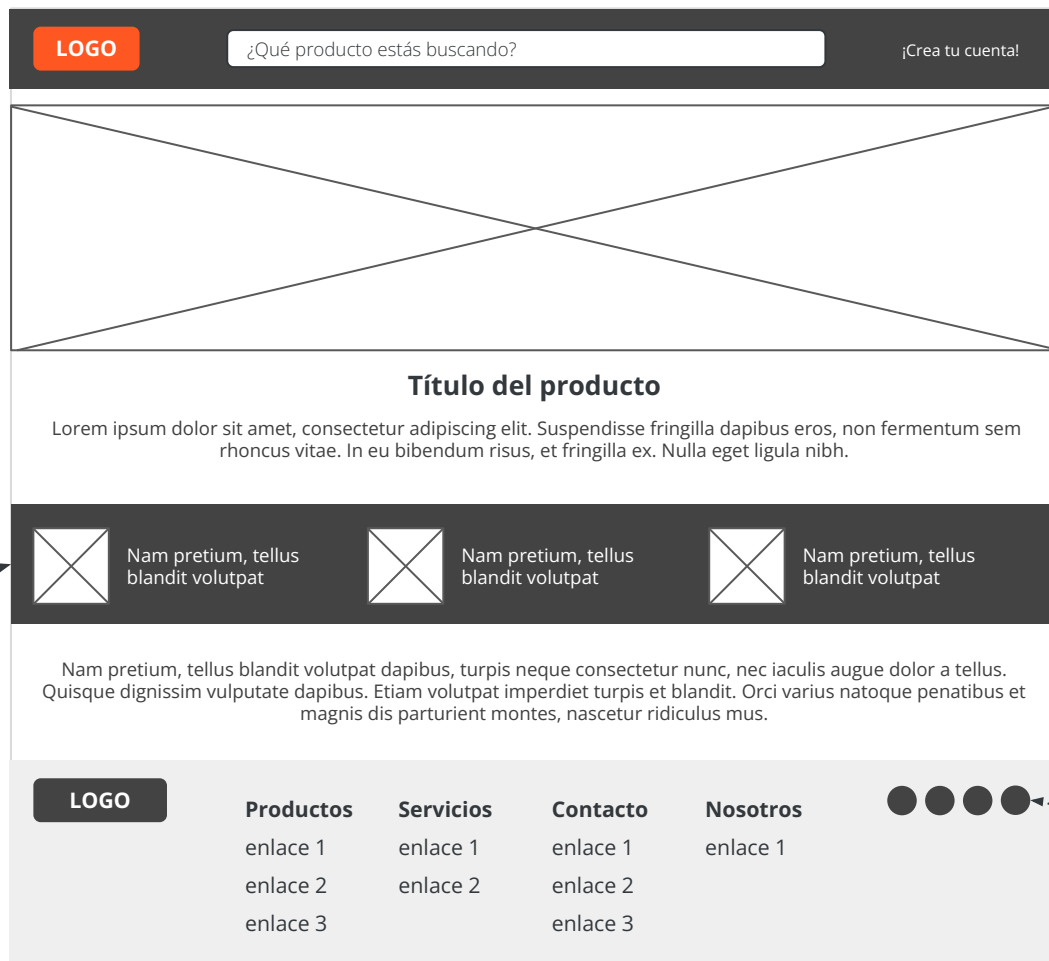 LOGO
¿Qué producto estás buscando?
¡Crea tu cuenta!
Título del producto
Lorem ipsum dolor sit amet, consectetur adipiscing elit. Suspendisse fringilla dapibus eros, non fermentum sem
rhoncus vitae. In eu bibendum risus, et fringilla ex. Nulla eget ligula nibh.
Nam pretium, tellus
blandit volutpat
Nam pretium, tellus
blandit volutpat
Nam pretium, tellus
blandit volutpat
Nam pretium, tellus blandit volutpat dapibus, turpis neque consectetur nunc, nec iaculis augue dolor a tellus.
Quisque dignissim vulputate dapibus. Etiam volutpat imperdiet turpis et blandit. Orci varius natoque penatibus et
magnis dis parturient montes, nascetur ridiculus mus.
LOGO
Productos
enlace 1
enlace 2
enlace 3
Servicios
enlace 1
enlace 2
Contacto
enlace 1
enlace 2
enlace 3
Nosotros
enlace 1